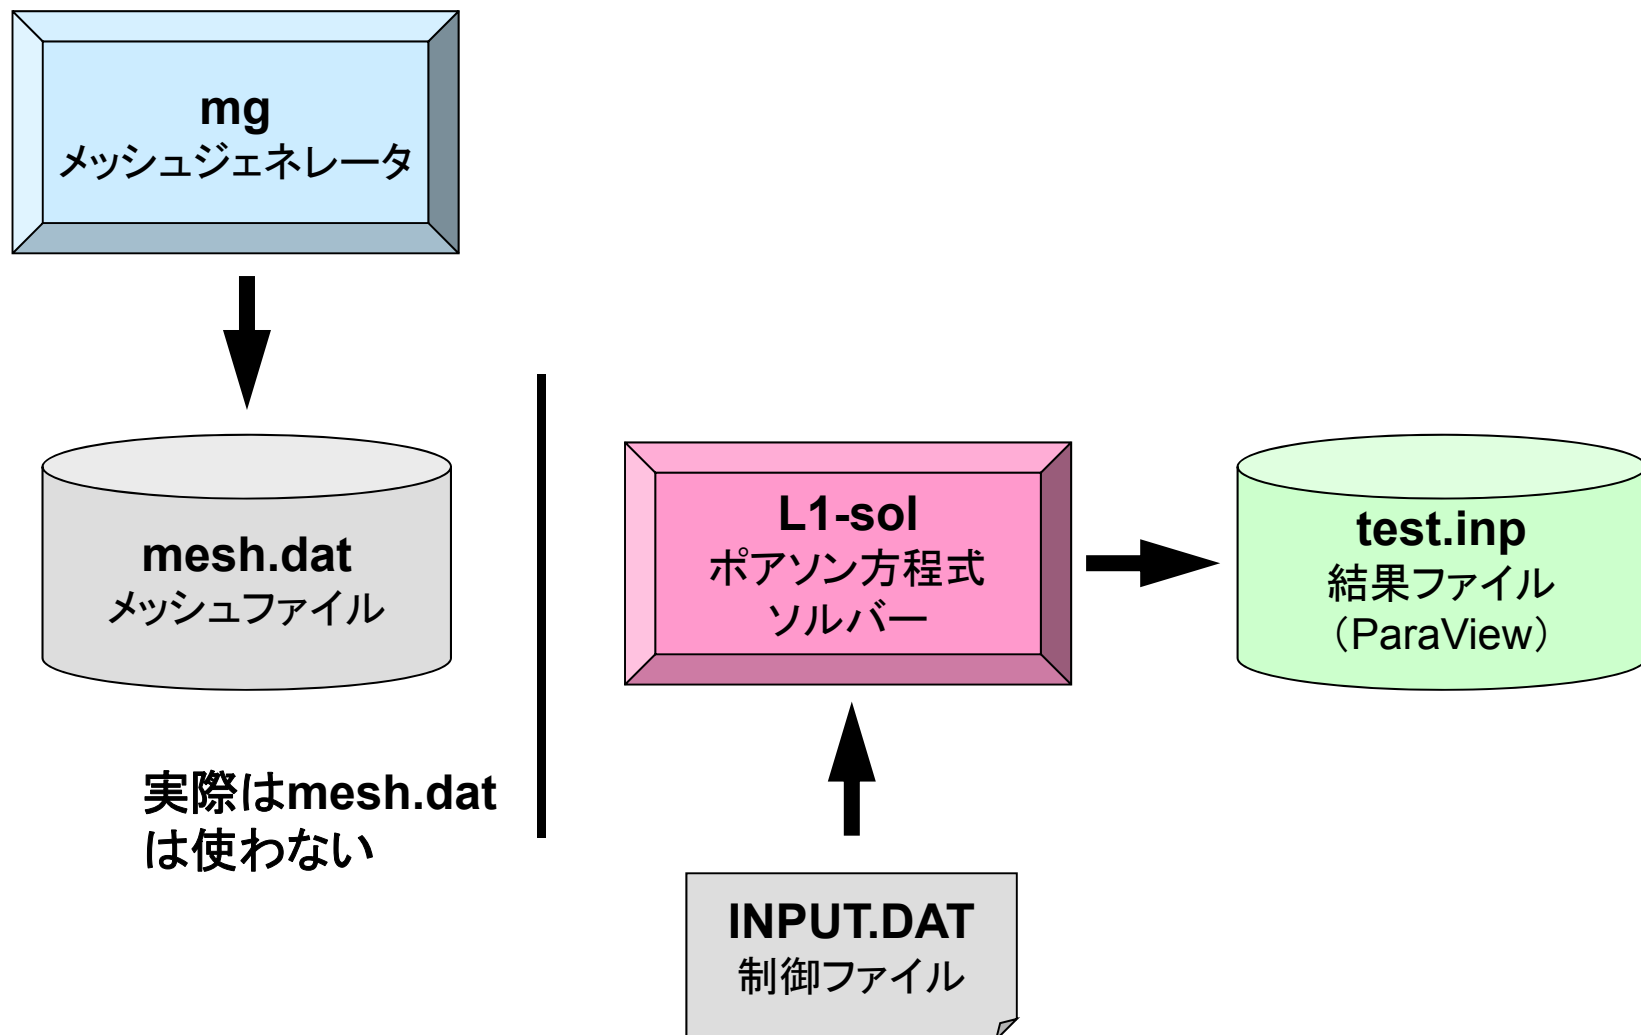 mg
メッシュジェネレータ
mesh.dat
メッシュファイル
実際はmesh.dat
は使わない
L1-sol
ポアソン方程式
ソルバー
test.inp
結果ファイル
（ParaView）
INPUT.DAT
制御ファイル